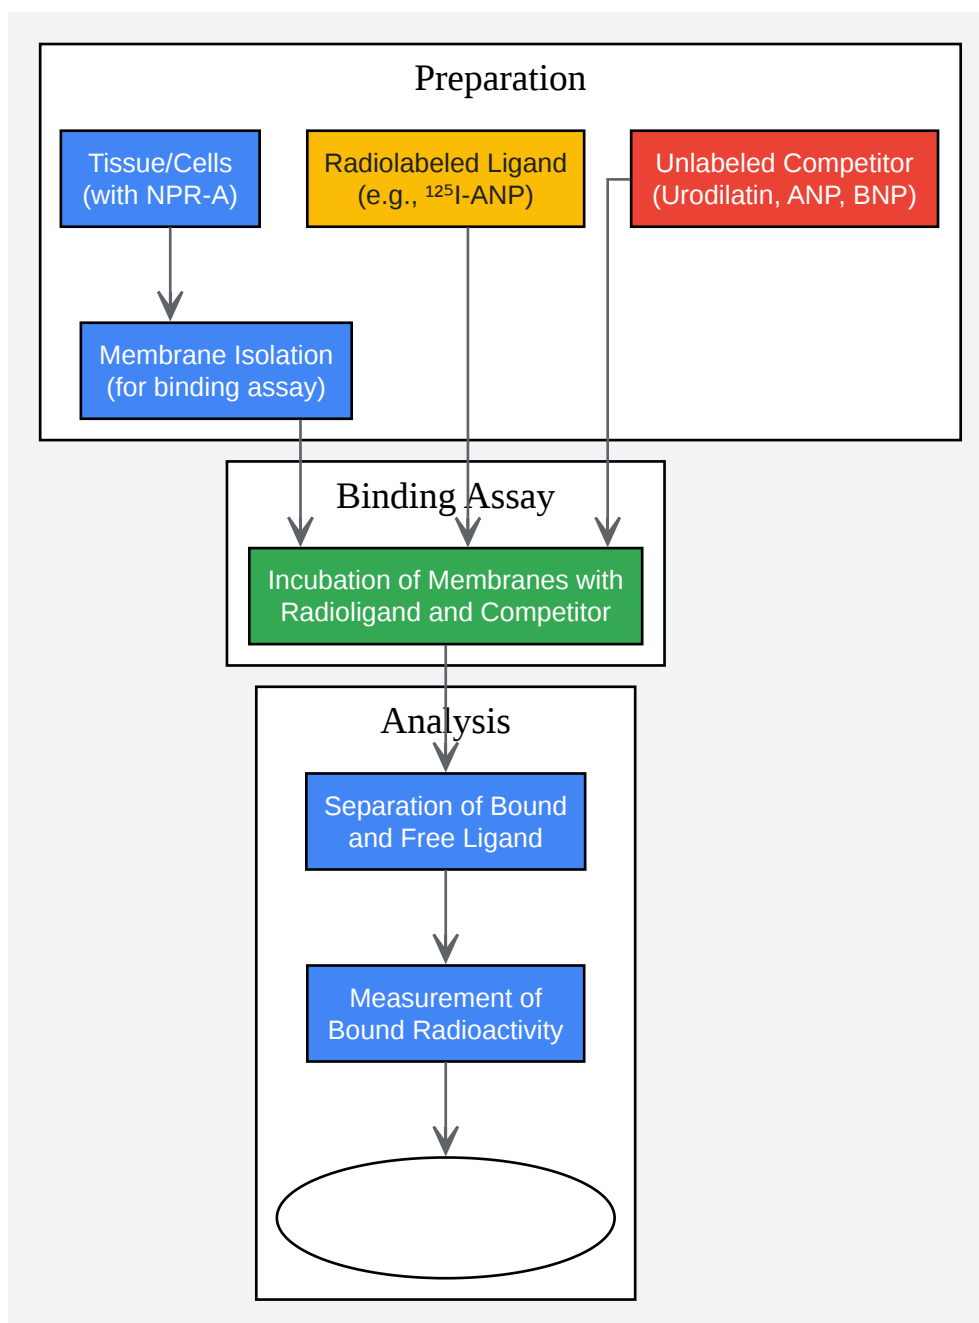 Preparation
Tissue/Cells
(with NPR-A)
Radiolabeled Ligand
(e.g., ¹²⁵I-ANP)
Unlabeled Competitor
(Urodilatin, ANP, BNP)
Membrane Isolation
(for binding assay)
Binding Assay
Incubation of Membranes with
Radioligand and Competitor
Analysis
Separation of Bound
and Free Ligand
Measurement of
Bound Radioactivity